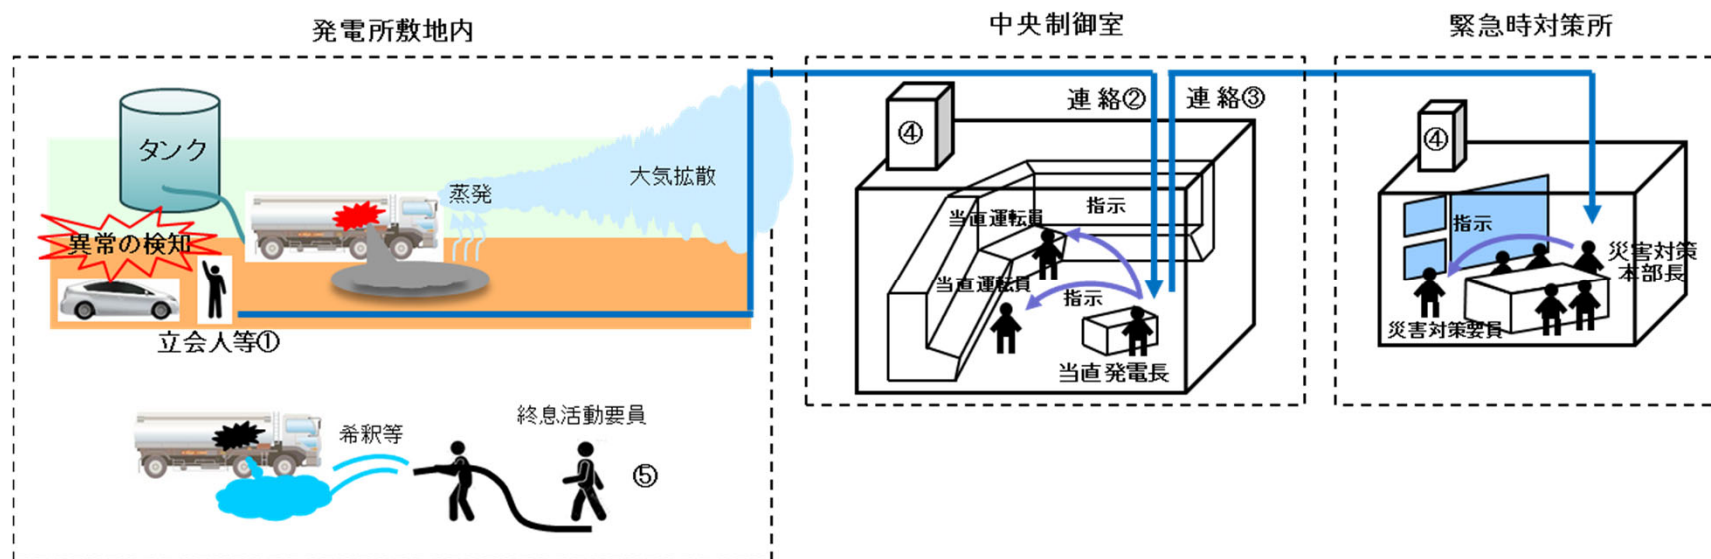 発電所敷地内
中央制御室
緊急時対策所
タンク
異常の検知
立会人等①
蒸発
大気拡散
希釈等
終息活動要員
⑤
連絡②
連絡③
④
当直運転員
当直運転員
指示
指示
当直発電長
④
指示
災害対策
本部長
災害対策要員